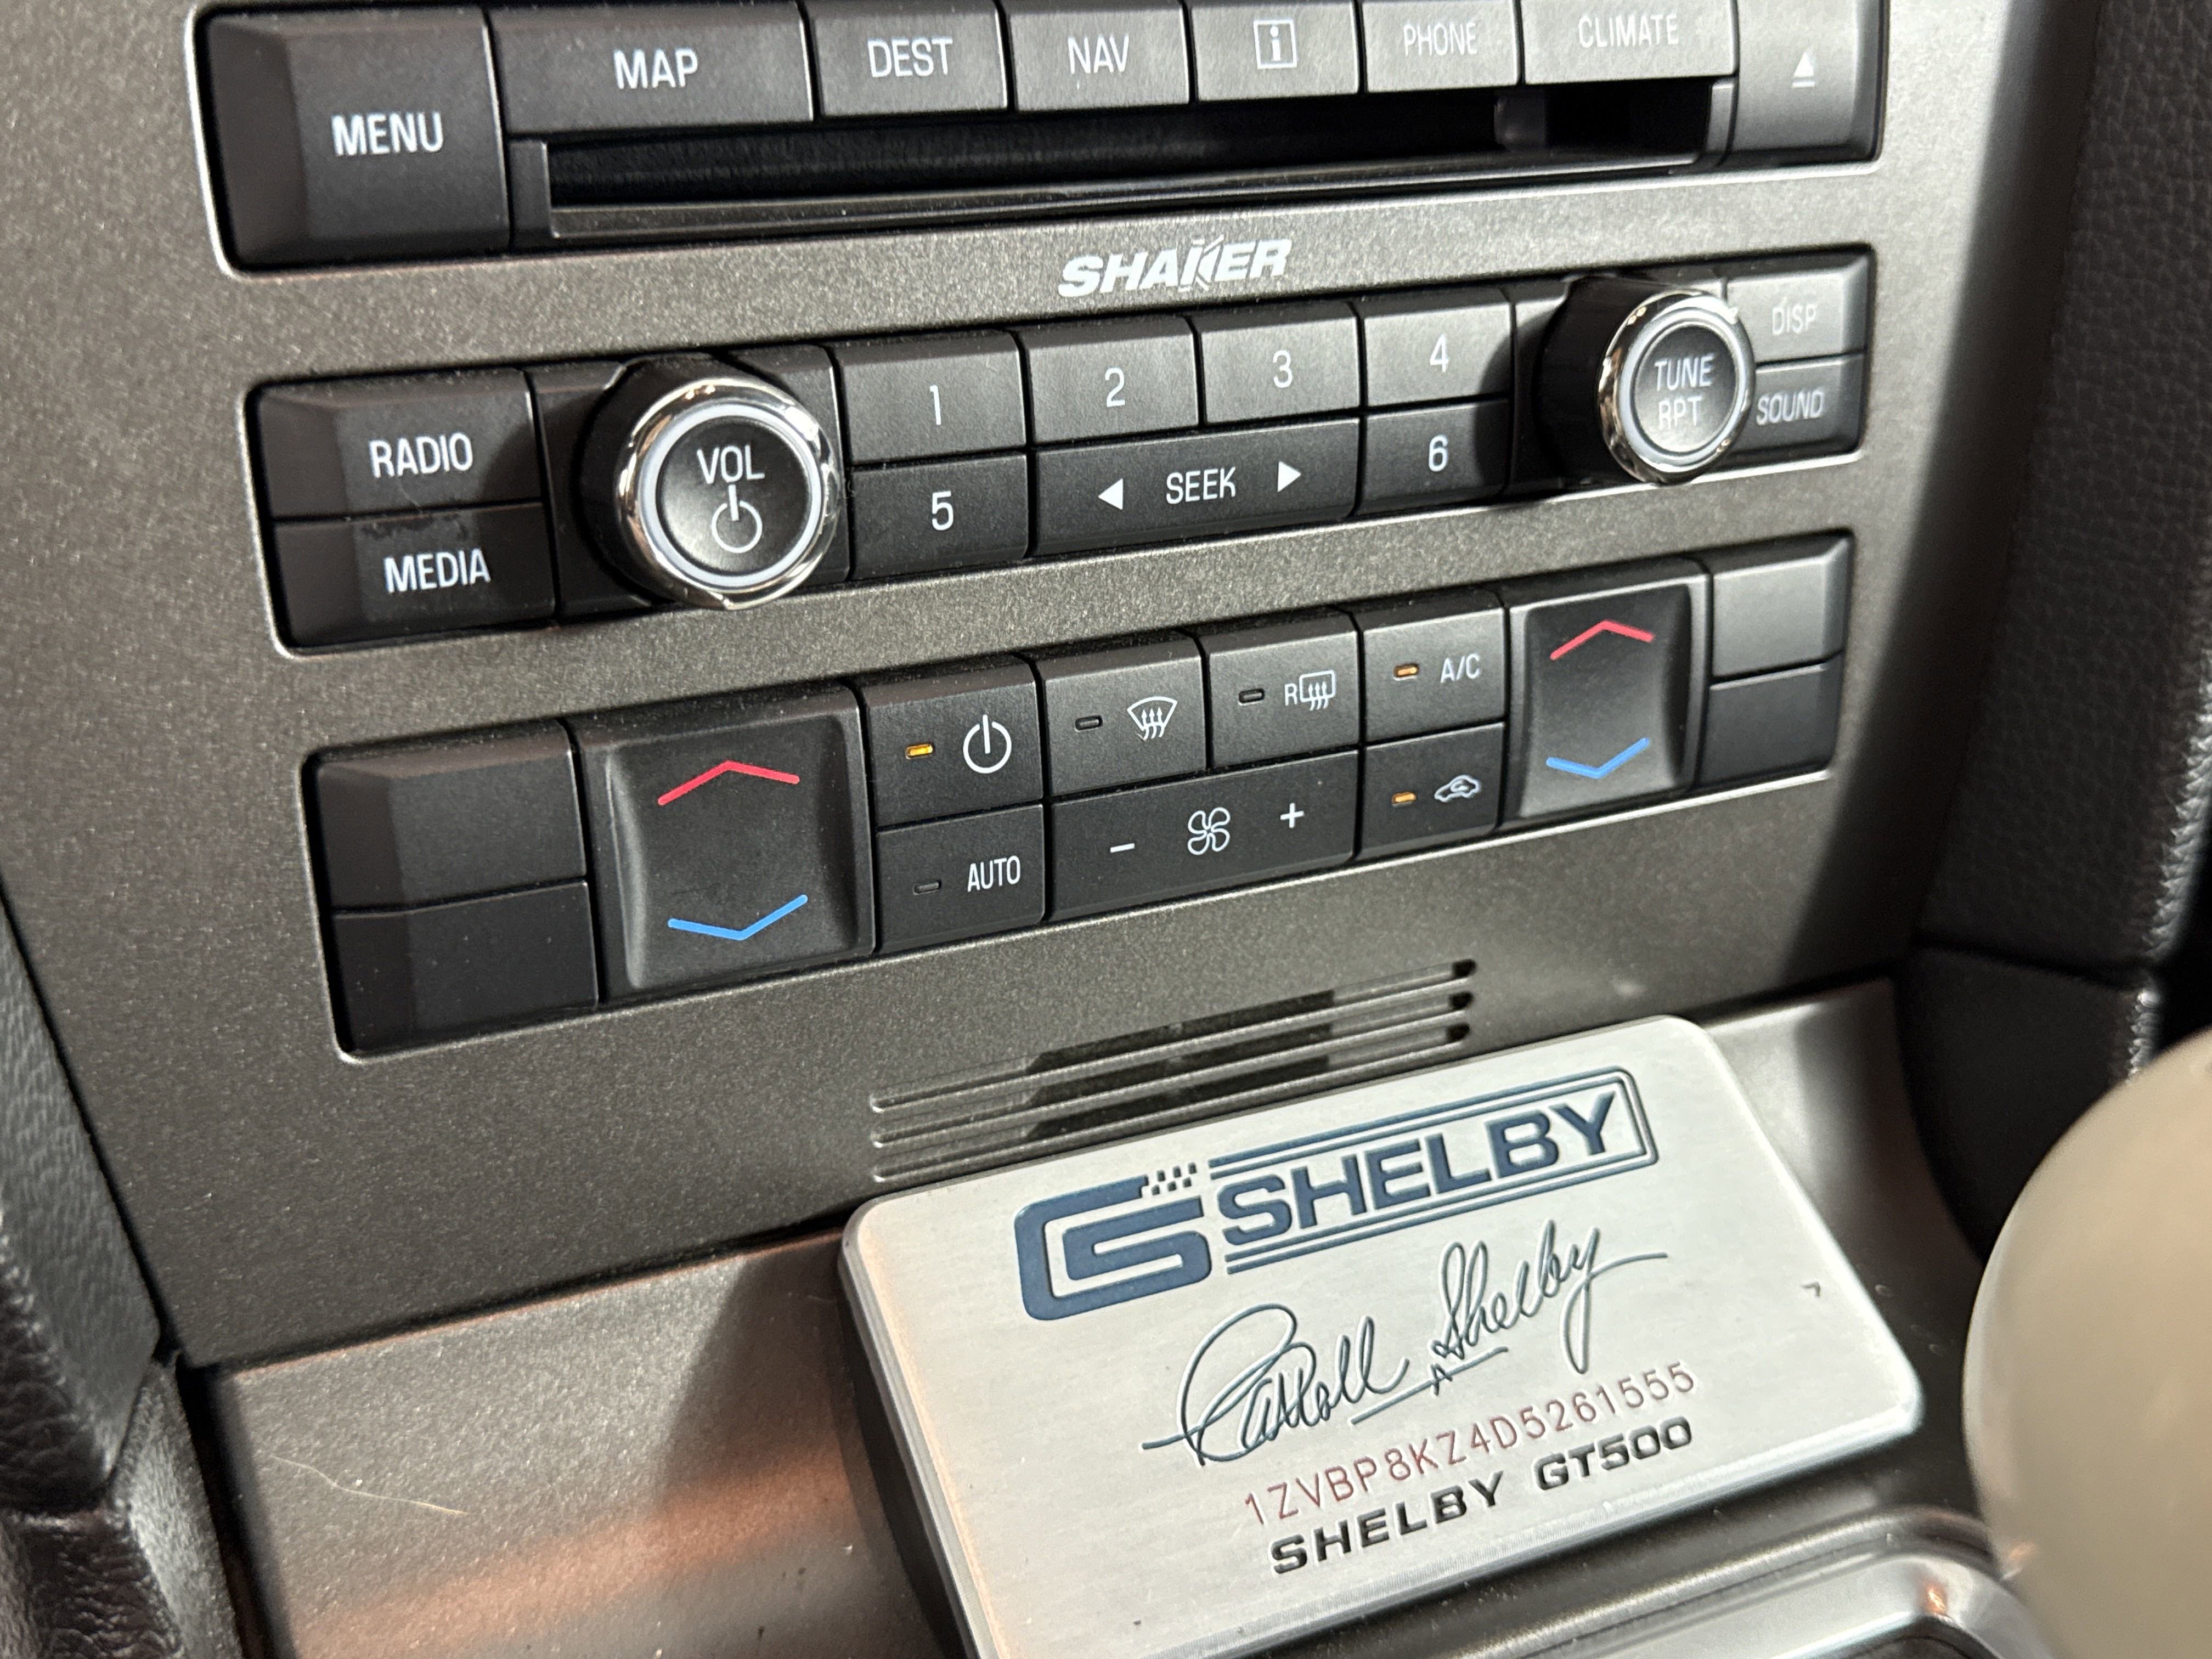 MAP DEST NAV i PHONE CLIMATE
MENU
SHAKER
RADIO VOL 1 2 3 4 TUNE RPT DISP
MEDIA 5 SEEK 6 SOUND
R A/C
AUTO - +
GS SHELBY
Carroll Shelby
1ZVBP8KZ4D5261555
SHELBY GT500